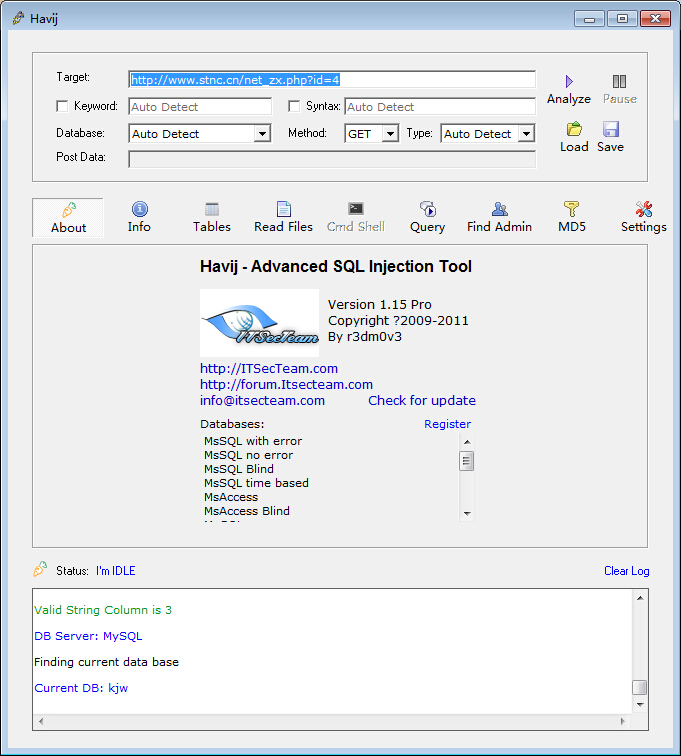 Havij
Target: http://www.stnc.cn/net_zx.php?id=4
Analyze Pause
Keyword: Auto Detect Syntax: Auto Detect
Database: Auto Detect Method: GET Type: Auto Detect
Load Save
Post Data:
About Info Tables Read Files Cmd Shell Query Find Admin MD5 Settings
Havij - Advanced SQL Injection Tool
ITSecTeam
Version 1.15 Pro
Copyright ?2009-2011
By r3dm0v3
http://ITSecTeam.com
http://forum.Itsecteam.com
info@itsecteam.com Check for update
Databases: Register
MsSQL with error
MsSQL no error
MsSQL Blind
MsSQL time based
MsAccess
MsAccess Blind
Status: I'm IDLE Clear Log
Valid String Column is 3
DB Server: MySQL
Finding current data base
Current DB: kjw